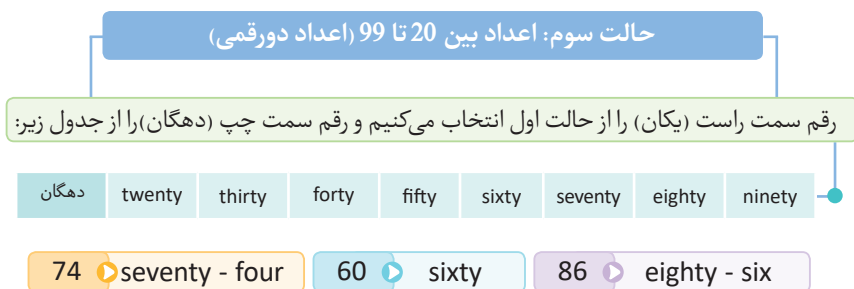 حالت سوم: اعداد بین 20 تا 99 (اعداد دورقمی)
رقم سمت راست (یکان) را از حالت اول انتخاب می‌کنیم و رقم سمت چپ (دهگان)را از جدول زیر:
دهگان twenty thirty forty fifty sixty seventy eighty ninety
74 seventy - four 60 sixty 86 eighty - six